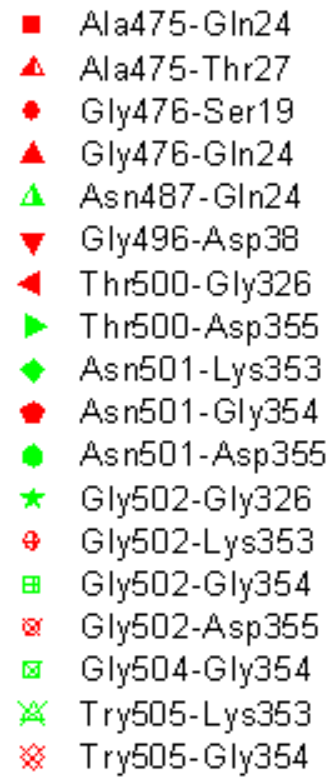 Ala475-Gln24
Ala475-Thr27
Gly476-Ser19
Gly476-Gln24
Asn487-Gln24
Gly496-Asp38
Thr500-Gly326
Thr500-Asp355
Asn501-Lys353
Asn501-Gly354
Asn501-Asp355
Gly502-Gly326
Gly502-Lys353
Gly502-Gly354
Gly502-Asp355
Gly504-Gly354
Try505-Lys353
Try505-Gly354